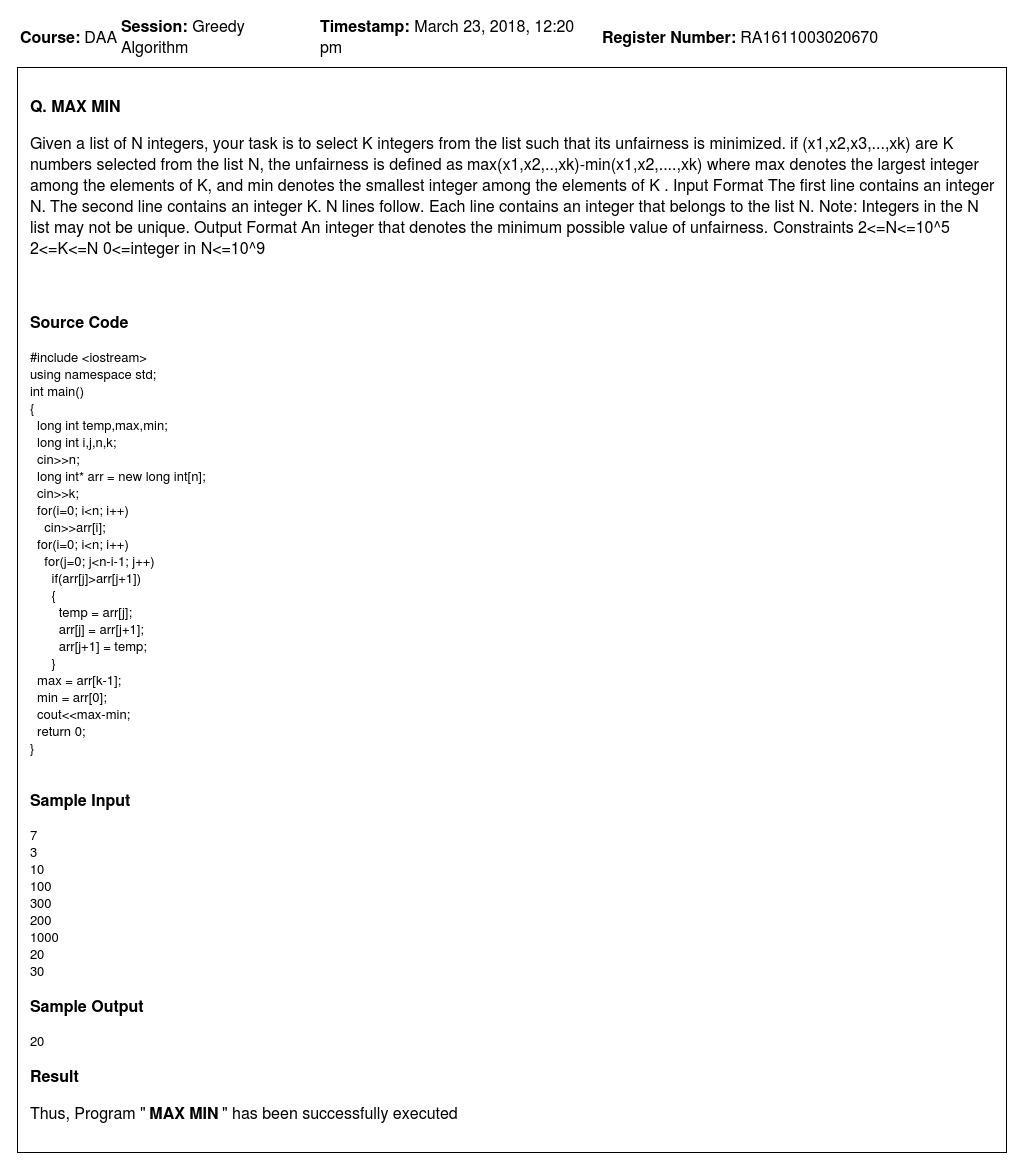 Course: DAA Session: Greedy Algorithm Timestamp: March 23, 2018, 12:20 pm Register Number: RA1611003020670
Q. MAX MIN
Given a list of N integers, your task is to select K integers from the list such that its unfairness is minimized. if (x1,x2,x3,...,xk) are K
numbers selected from the list N, the unfairness is defined as max(x1,x2,..,xk)-min(x1,x2,....,xk) where max denotes the largest integer
among the elements of K, and min denotes the smallest integer among the elements of K . Input Format The first line contains an integer
N. The second line contains an integer K. N lines follow. Each line contains an integer that belongs to the list N. Note: Integers in the N
list may not be unique. Output Format An integer that denotes the minimum possible value of unfairness. Constraints 2<=N<=10^5
2<=K<=N 0<=integer in N<=10^9
Source Code
#include <iostream>
using namespace std;
int main()
{
long int temp,max,min;
long int i,j,n,k;
cin>>n;
long int* arr = new long int[n];
cin>>k;
for(i=0; i<n; i++)
cin>>arr[i];
for(i=0; i<n; i++)
for(j=0; j<n-i-1; j++)
if(arr[j]>arr[j+1])
{
temp = arr[j];
arr[j] = arr[j+1];
arr[j+1] = temp;
}
max = arr[k-1];
min = arr[0];
cout<<max-min;
return 0;
}
Sample Input
7
3
10
100
300
200
1000
20
30
Sample Output
20
Result
Thus, Program " MAX MIN " has been successfully executed